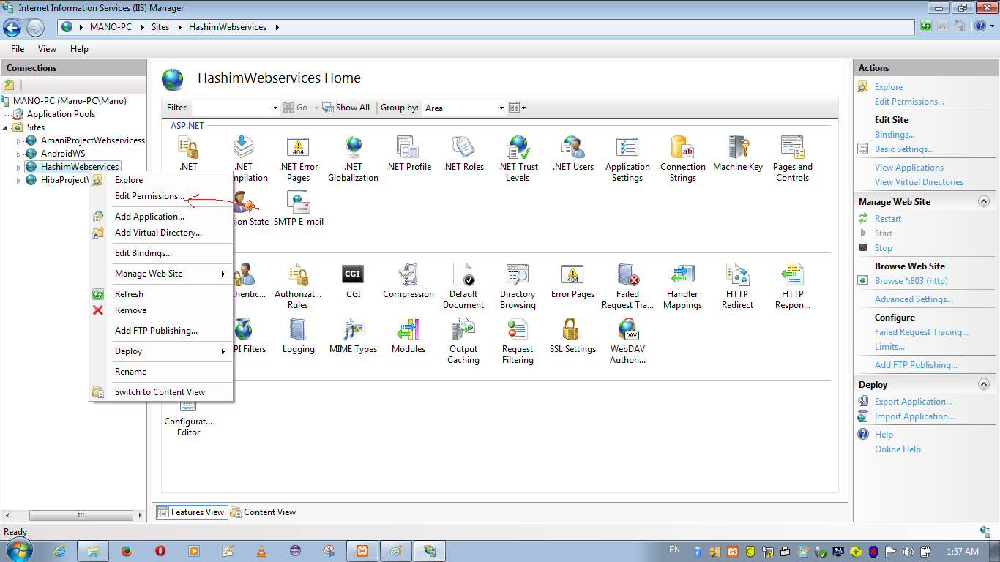 Internet Information Services (IIS) Manager
MANO-PC Sites HashimWebservices
File View Help
Connections
MANO-PC (Mano-PC\Mano)
Application Pools
Sites
AmaniProjectWebservicess
AndroidWS
HashimWebservices
HibaProjectW
Explore
Edit Permissions...
Add Application...
Add Virtual Directory...
Edit Bindings...
Manage Web Site
Refresh
Remove
Add FTP Publishing...
Deploy
Rename
Switch to Content View
HashimWebservices Home
Filter: Go Show All Group by: Area
ASP.NET
.NET
.NET
mpilation
.NET Error
Pages
.NET
Globalization
.NET Profile
.NET Roles
.NET Trust
Levels
.NET Users
Application
Settings
Connection
Strings
Machine Key
Pages and
Controls
ion State
SMTP E-mail
thentic...
Authorizat...
Rules
CGI
Compression
Default
Document
Directory
Browsing
Error Pages
Failed
Request Tra...
Handler
Mappings
HTTP
Redirect
HTTP
Respon...
PI Filters
Logging
MIME Types
Modules
Output
Caching
Request
Filtering
SSL Settings
WebDAV
Authori...
Configurat...
Editor
Features View Content View
Actions
Explore
Edit Permissions...
Edit Site
Bindings...
Basic Settings...
View Applications
View Virtual Directories
Manage Web Site
Restart
Start
Stop
Browse Web Site
Browse *:803 (http)
Advanced Settings...
Configure
Failed Request Tracing...
Limits...
Add FTP Publishing...
Deploy
Export Application...
Import Application...
Help
Online Help
Ready
EN
1:57 AM